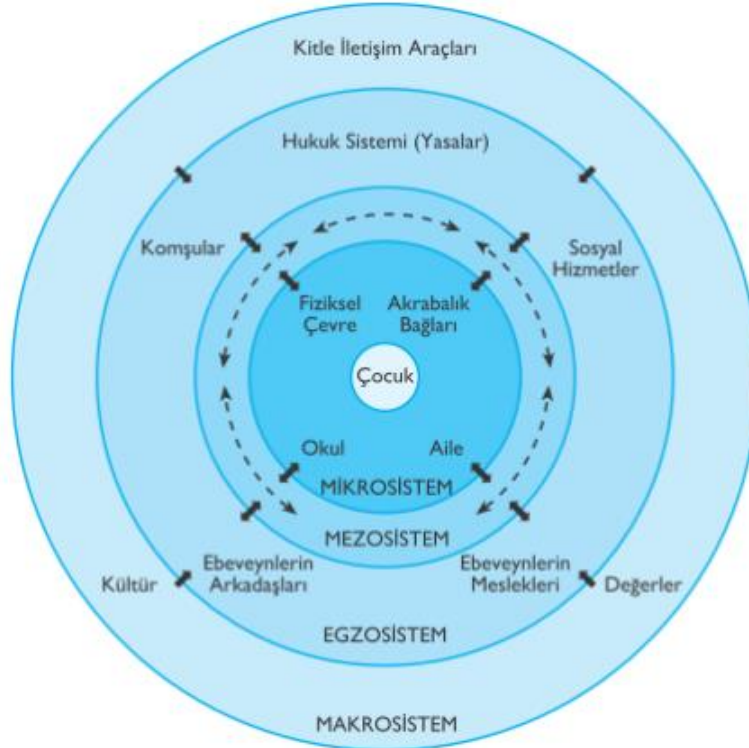 Kitle İletişim Araçları
Hukuk Sistemi (Yasalar)
Komşular
Sosyal
Hizmetler
Fiziksel
Çevre
Akrabalık
Bağları
Çocuk
Okul
Aile
MİKROSİSTEM
MEZOSİSTEM
Kültür
Ebeveynlerin
Arkadaşları
Ebeveynlerin
Meslekleri
Değerler
EGZOSİSTEM
MAKROSİSTEM